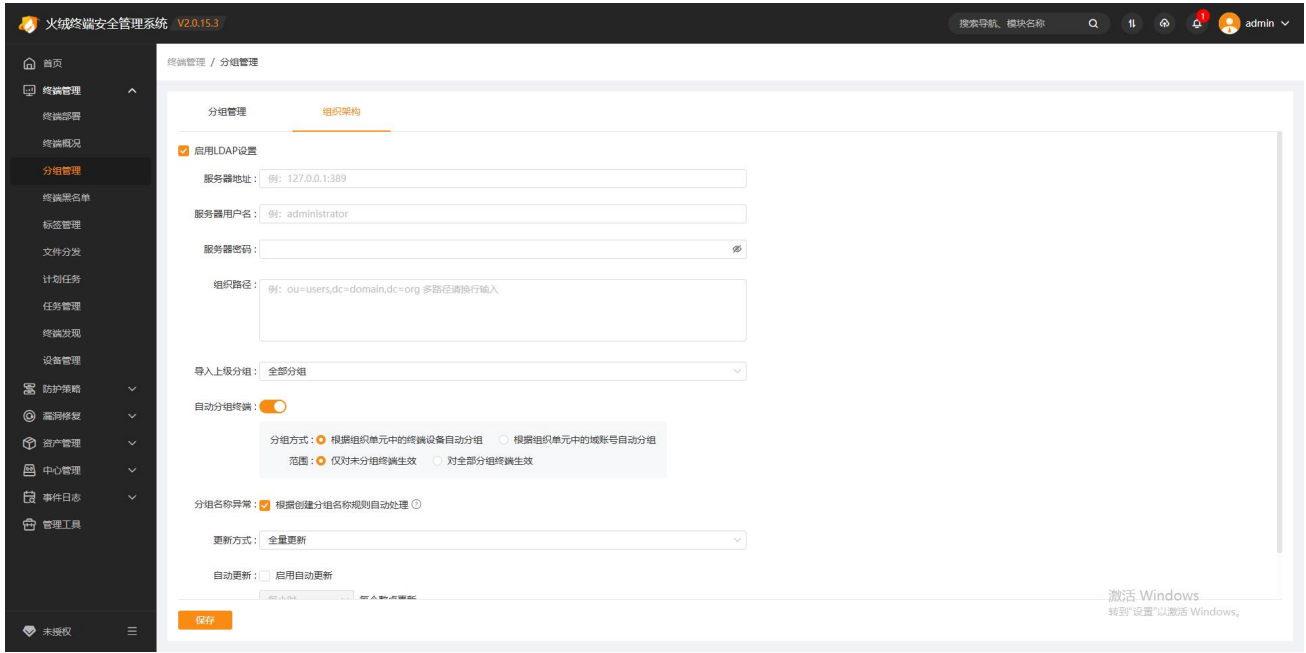 火绒终端安全管理系统 V2.0.15.3
搜索导航、模块名称
1
admin
首页
终端管理
终端部署
终端概况
分组管理
终端黑名单
标签管理
文件分发
计划任务
任务管理
终端发现
设备管理
防护策略
漏洞修复
资产管理
中心管理
事件日志
管理工具
未授权
终端管理 / 分组管理
分组管理 组织架构
启用LDAP设置
服务器地址： 例：127.0.0.1:389
服务器用户名： 例：administrator
服务器密码：
组织路径： 例：ou=users,dc=domain,dc=org 多路径请换行输入
导入上级分组： 全部分组
自动分组终端：
分组方式： 根据组织单元中的终端设备自动分组 根据组织单元中的域账号自动分组
范围： 仅对未分组终端生效 对全部分组终端生效
分组名称异常： 根据创建分组名称规则自动处理
更新方式： 全量更新
自动更新： 启用自动更新
保存
激活 Windows
转到"设置"以激活 Windows。